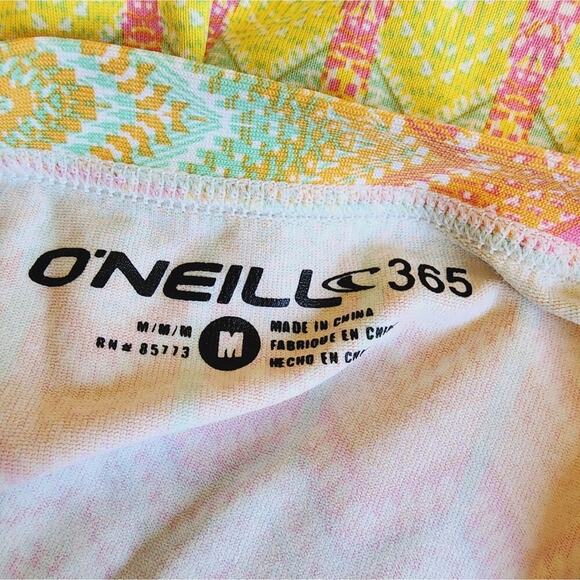 O'NEILL 365
M/M/M
RN# 85773
M
MADE IN CHINA
FABRIQUE EN
HECHO EN